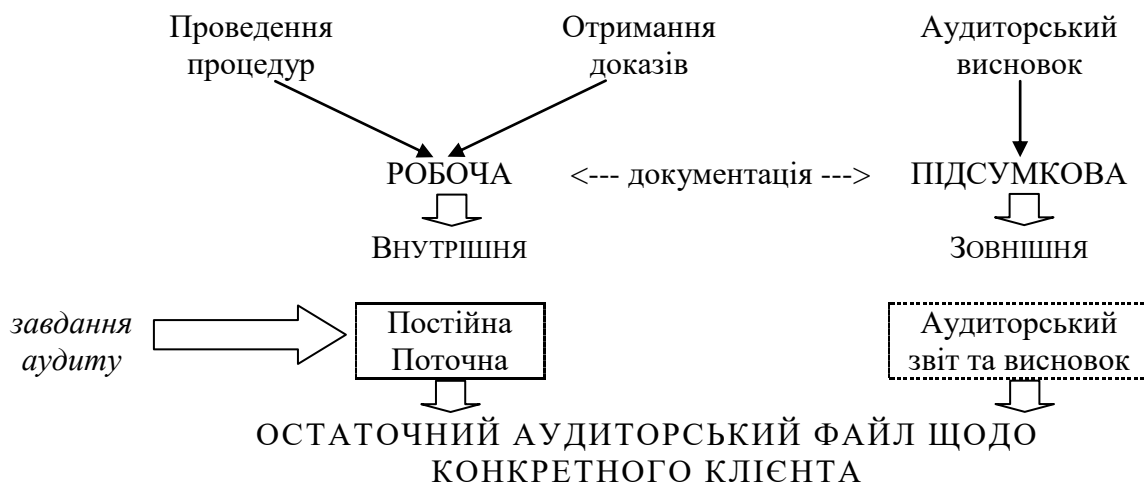 Проведення процедур
Отримання доказів
Аудиторський висновок
РОБОЧА <--- документація ---> ПІДСУМКОВА
ВНУТРІШНЯ
ЗОВНІШНЯ
завдання аудиту
Постійна
Поточна
Аудиторський
звіт та висновок
ОСТАТОЧНИЙ АУДИТОРСЬКИЙ ФАЙЛ ЩОДО
КОНКРЕТНОГО КЛІЄНТА